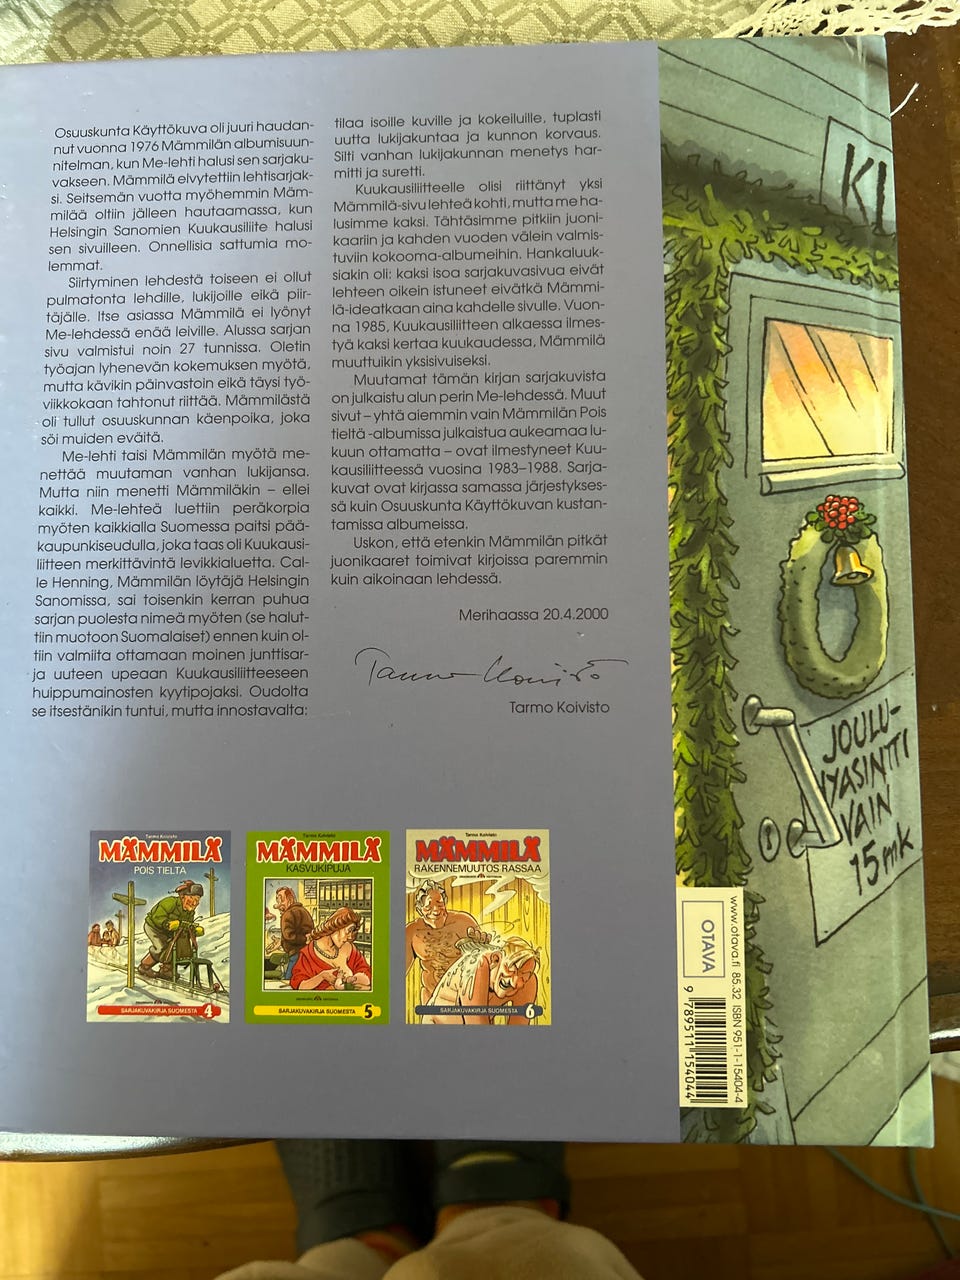 Osuuskunta Käyttökuva oli juuri haudan-
nut vuonna 1976 Mämmilän albumisuun-
nitelman, kun Me-lehti halusi sen sarjaku-
vakseen. Mämmilä elvytettiin lehtisarjak-
si. Seitsemän vuotta myöhemmin Mäm-
milää oltiin jälleen hautaamassa, kun
Helsingin Sanomien Kuukausiliite halusi
sen sivuilleen. Onnellisia sattumia mo-
lemmat.
Siirtyminen lehdestä toiseen ei ollut
pulmatonta lehdille, lukijoille eikä piir-
täjälle. Itse asiassa Mämmilä ei lyönyt
Me-lehdessä enää leiville. Alussa sarjan
sivu valmistui noin 27 tunnissa. Oletin
työajan lyhenevän kokemuksen myötä,
mutta kävikin päinvastoin eikä täysi työ-
viikkokaan tahtonut riittää. Mämmilästä
oli tullut osuuskunnan käenpoika, joka
söi muiden eväitä.
Me-lehti taisi Mämmilän myötä me-
nettää muutaman vanhan lukijansa.
Mutta niin menetti Mämmiläkin – ellei
kaikki. Me-lehteä luettiin peräkorpia
myöten kaikkialla Suomessa paitsi pää-
kaupunkiseudulla, joka taas oli Kuukausi-
liitteen merkittävintä levikkialuetta. Cal-
le Henning, Mämmilän löytäjä Helsingin
Sanomissa, sai toisenkin kerran puhua
sarjan puolesta nimeä myöten (se halut-
tiin muotoon Suomalaiset) ennen kuin ol-
tiin valmiita ottamaan moinen junttisar-
ja uuteen upeaan Kuukausiliitteeseen
huippumainosten kyytipojaksi. Oudolta
se itsestänikin tuntui, mutta innostavalta:
tilaa isoille kuville ja kokeiluille, tuplasti
uutta lukijakuntaa ja kunnon korvaus.
Silti vanhan lukijakunnan menetys har-
mitti ja suretti.
Kuukausiliitteelle olisi riittänyt yksi
Mämmilä-sivu lehteä kohti, mutta me ha-
lusimme kaksi. Tähtäsimme pitkiin juoni-
kaariin ja kahden vuoden välein valmis-
tuviin kokooma-albumeihin. Hankaluuk-
siakin oli: kaksi isoa sarjakuvasivua eivät
lehteen oikein istuneet eivätkä Mämmi-
lä-ideatkaan aina kahdelle sivulle. Vuon-
na 1985, Kuukausiliitteen alkaessa ilmes-
tyä kaksi kertaa kuukaudessa, Mämmilä
muuttuikin yksisivuiseksi.
Muutamat tämän kirjan sarjakuvista
on julkaistu alun perin Me-lehdessä. Muut
sivut – yhtä aiemmin vain Mämmilän Pois
tieltä -albumissa julkaistua aukeamaa lu-
kuun ottamatta – ovat ilmestyneet Kuu-
kausiliitteessä vuosina 1983–1988. Sarja-
kuvat ovat kirjassa samassa järjestykses-
sä kuin Osuuskunta Käyttökuvan kustan-
tamissa albumeissa.
Uskon, että etenkin Mämmilän pitkät
juonikaaret toimivat kirjoissa paremmin
kuin aikoinaan lehdessä.
Merihaassa 20.4.2000
Tarmo Koivisto
Tarmo Koivisto
Tarmo Koivisto
MÄMMILÄ
POIS TIELTÄ
SARJAKUVAKIRJA SUOMESTA 4
Tarmo Koivisto
MÄMMILÄ
KASVUKIPUJA
SARJAKUVAKIRJA SUOMESTA 5
Tarmo Koivisto
MÄMMILÄ
RAKENNEMUUTOS RASSAA
SARJAKUVAKIRJA SUOMESTA 6
KI
JOULU-
HYASINTTI
VAIN
15mk
OTAVA
www.otava.fi 85.32 ISBN 951-1-15404-4
9 789511 154044